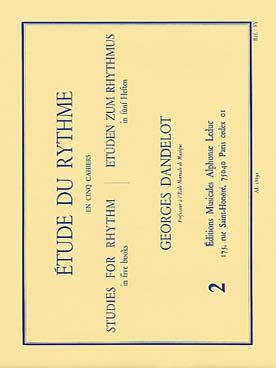 ÉTUDE DU RYTHME
EN CINQ CAHIERS
STUDIES FOR RHYTHM
in five books
ETÜDEN ZUM RHYTHMUS
in fünf Heften
GEORGES DANDELOT
Professeur à l'École Normale de Musique
2
Éditions Musicales Alphonse Leduc
175, rue Saint-Honoré, 75040 Paris cedex 01